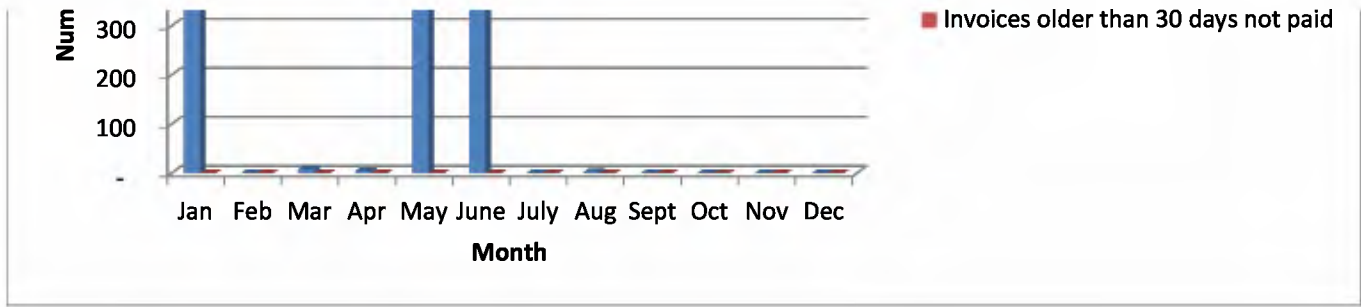 Num
300
Invoices older than 30 days not paid
200
100
-
Jan Feb Mar Apr May June July Aug Sept Oct Nov Dec
Month